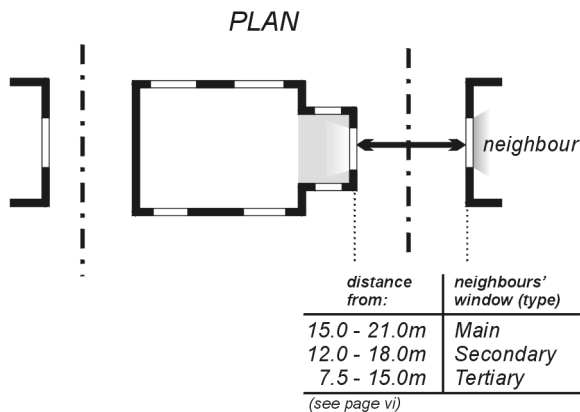 PLAN
neighbour
distance from: neighbours' window (type)
15.0 - 21.0m Main
12.0 - 18.0m Secondary
7.5 - 15.0m Tertiary
(see page vi)